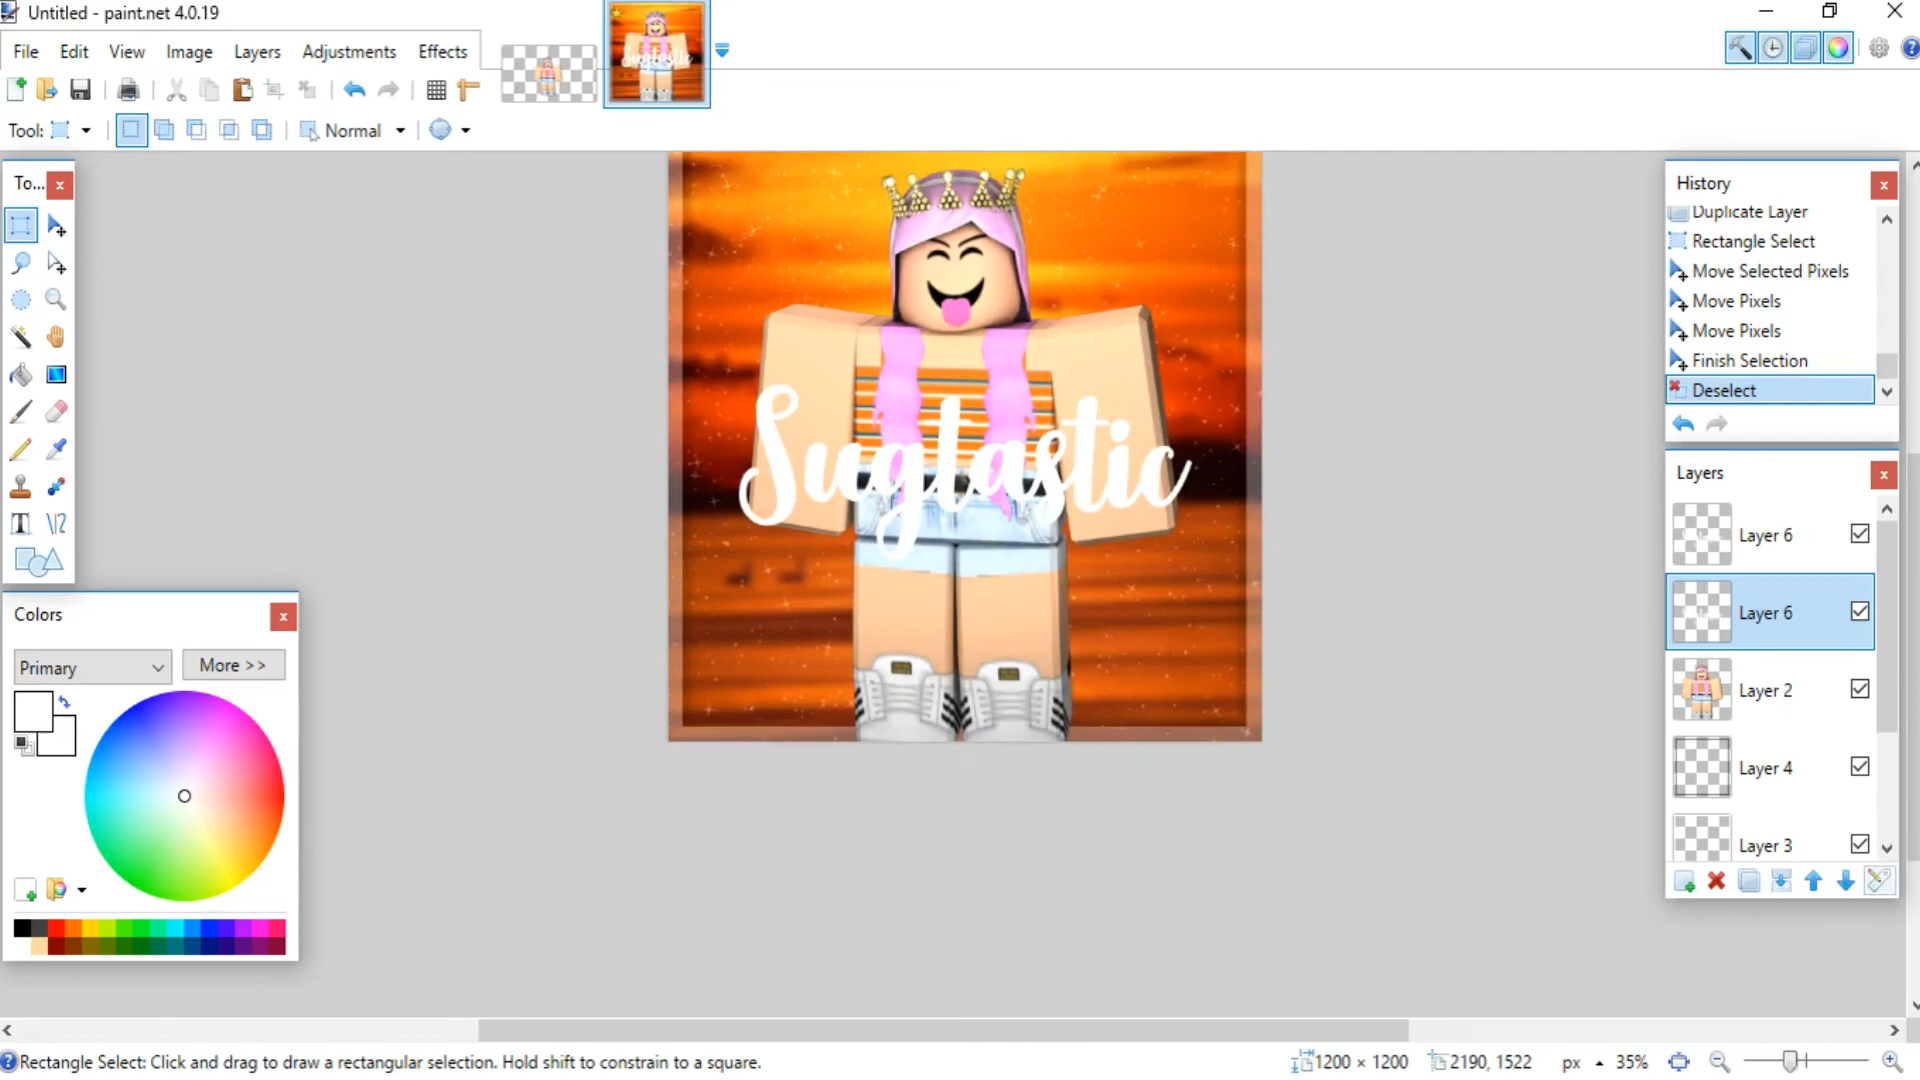 Untitled - paint.net 4.0.19
File Edit View Image Layers Adjustments Effects
Tool: Normal
To...
Colors
Primary
More >>
Sugtastic
History
Duplicate Layer
Rectangle Select
Move Selected Pixels
Move Pixels
Move Pixels
Finish Selection
Deselect
Layers
Layer 6
Layer 6
Layer 2
Layer 4
Layer 3
Rectangle Select: Click and drag to draw a rectangular selection. Hold shift to constrain to a square. 1200 × 1200 2190, 1522 px 35%